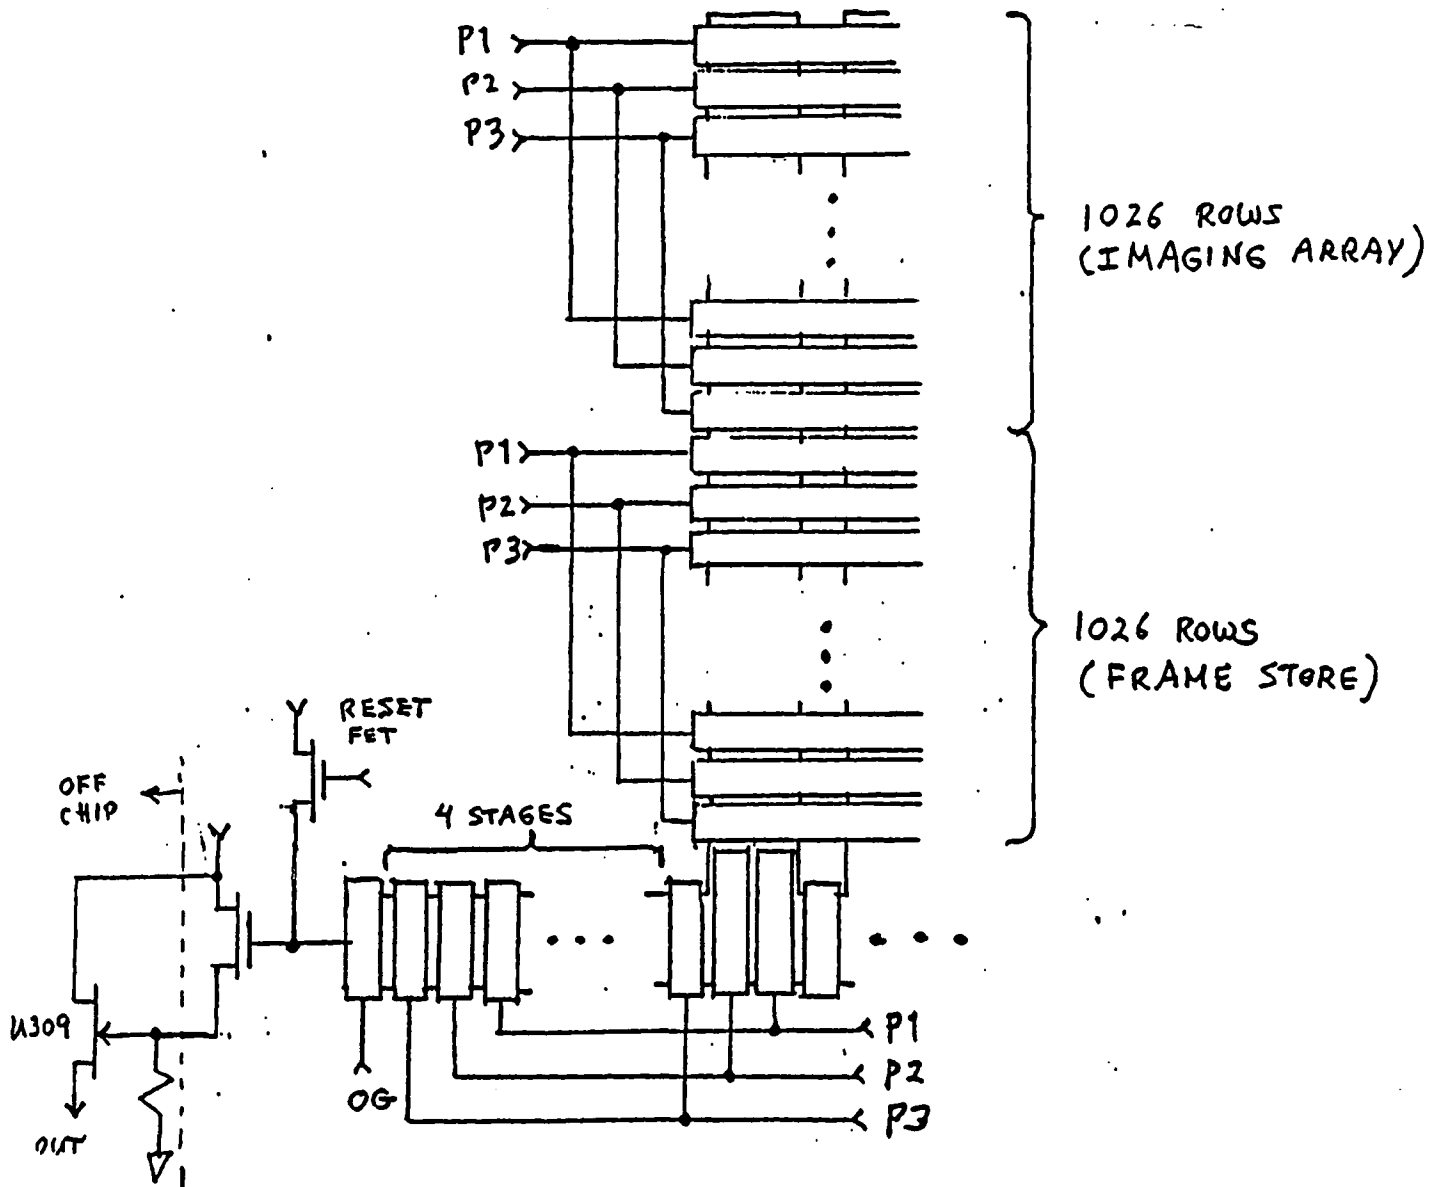 P1
P2
P3
1026 ROWS
(IMAGING ARRAY)
P1
P2
P3
1026 ROWS
(FRAME STORE)
RESET
FET
OFF
CHIP
4 STAGES
U309
OUT
OG
P1
P2
P3